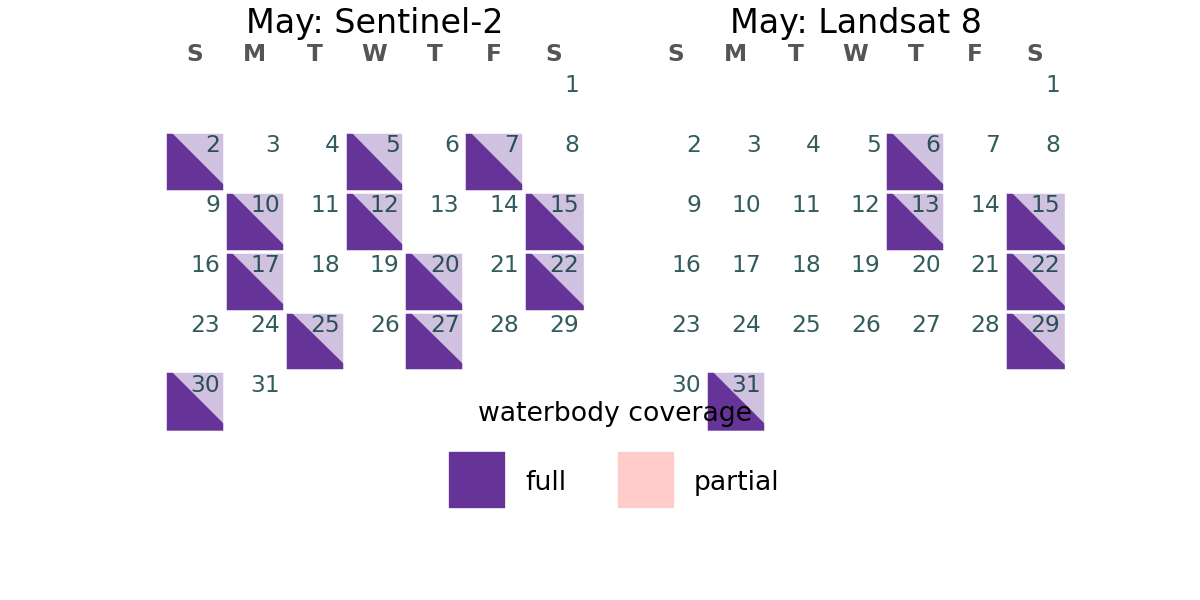 May: Sentinel-2 May: Landsat 8
S M T W T F S S M T W T F S
1 1
2 3 4 5 6 7 8 2 3 4 5 6 7 8
9 10 11 12 13 14 15 9 10 11 12 13 14 15
16 17 18 19 20 21 22 16 17 18 19 20 21 22
23 24 25 26 27 28 29 23 24 25 26 27 28 29
30 31 30 31
waterbody coverage
full partial